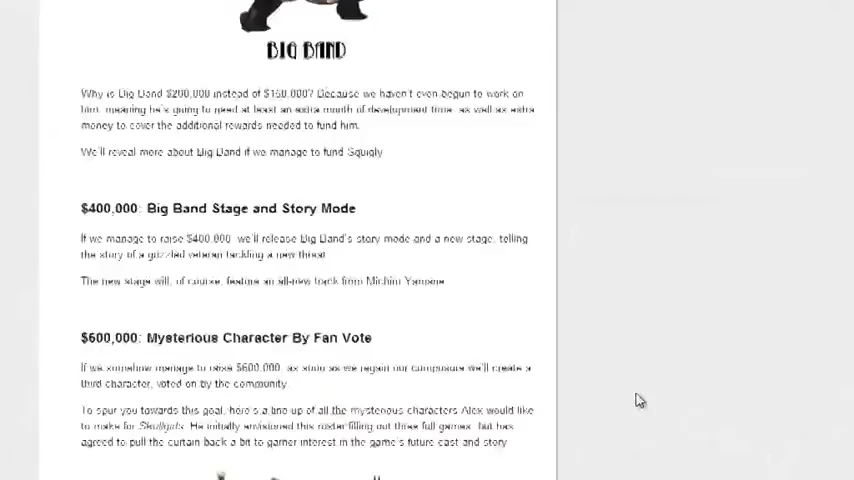 BIG BAND
Why is Big Band $200,000 instead of $150,000? Because we haven't even begun to work on
him, meaning he's going to need at least an extra month of development time, as well as extra
money to cover the additional rewards needed to fund him.
We'll reveal more about Big Band if we manage to fund Squigly.
$400,000: Big Band Stage and Story Mode
If we manage to raise $400,000, we'll release Big Band's story mode and a new stage, telling
the story of a grizzled veteran tackling a new threat.
The new stage will, of course, feature an all-new track from Michiru Yamane.
$600,000: Mysterious Character By Fan Vote
If we somehow manage to raise $600,000, as soon as we regain our composure we'll create a
third character, voted on by the community.
To spur you towards this goal, here's a line-up of all the mysterious characters Alex would like
to make for Skullgirls. He initially envisioned this roster filling out three full games, but has
agreed to pull the curtain back a bit to garner interest in the game's future cast and story.